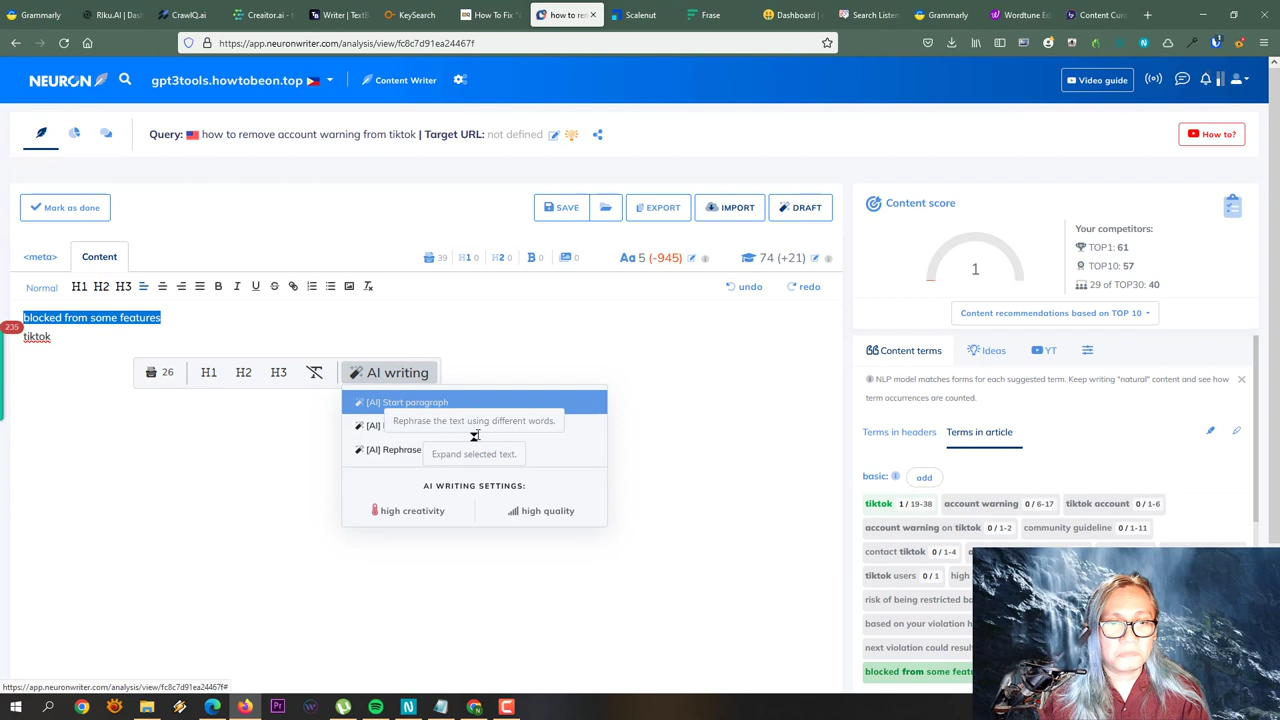 Grammarly
Riku.AI | Dashb
CrawlQ.ai
Creator.ai - Sto
Writer | TextBu
KeySearch
How To Fix "A
how to rem
Scalenut
Frase
Dashboard |
Search Listen
Grammarly
Wordtune Edi
Content Cura
https://app.neuronwriter.com/analysis/view/fc8c7d91ea24467f
NEURON
gpt3tools.howtobeon.top
Content Writer
Video guide
Query: how to remove account warning from tiktok | Target URL: not defined
How to?
Mark as done
SAVE
EXPORT
IMPORT
DRAFT
<meta>
Content
39
H1 0
H2 0
B 0
0
Aa 5 (-945)
74 (+21)
Normal
H1 H2 H3
B I U S
undo
redo
blocked from some features
235
tiktok
26
H1
H2
H3
AI writing
[AI] Start paragraph
Rephrase the text using different words.
[AI]
[AI] Rephrase
Expand selected text.
AI WRITING SETTINGS:
high creativity
high quality
Content score
1
Your competitors:
TOP1: 61
TOP10: 57
29 of TOP30: 40
Content recommendations based on TOP 10
Content terms
Ideas
YT
NLP model matches forms for each suggested term. Keep writing "natural" content and see how
term occurrences are counted.
Terms in headers
Terms in article
basic:
add
tiktok 1 / 19-38
account warning 0 / 6-17
tiktok account 0 / 1-6
account warning on tiktok 0 / 1-2
community guideline 0 / 1-11
contact tiktok 0 / 1-4
tiktok users 0 / 1
high
risk of being restricted ba
based on your violation h
next violation could resul
blocked from some featu
https://app.neuronwriter.com/analysis/view/fc8c7d91ea24467f#